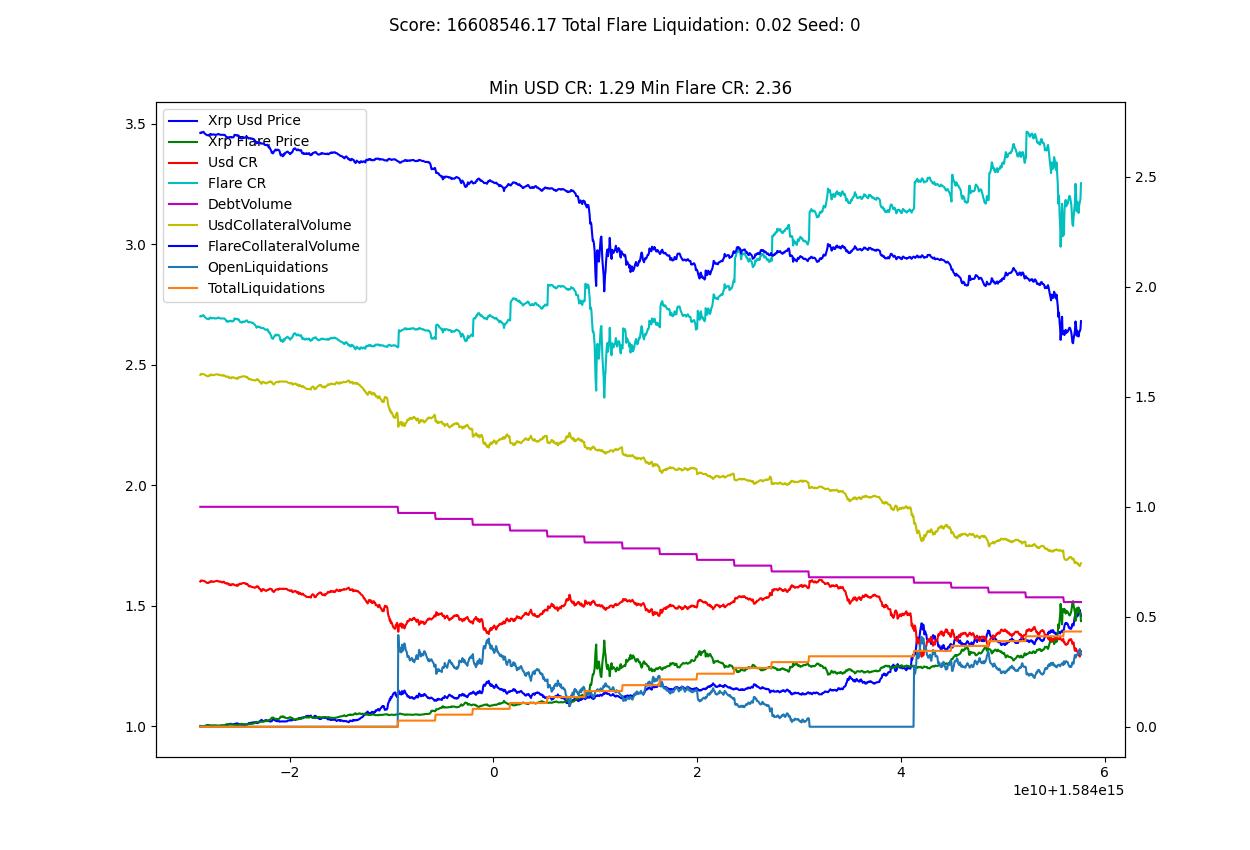 Score: 16608546.17 Total Flare Liquidation: 0.02 Seed: 0
Min USD CR: 1.29 Min Flare CR: 2.36
Xrp Usd Price
Xrp Flare Price
Usd CR
Flare CR
DebtVolume
UsdCollateralVolume
FlareCollateralVolume
OpenLiquidations
TotalLiquidations
3.5
3.0
2.5
2.0
1.5
1.0
2.5
2.0
1.5
1.0
0.5
0.0
−2
0
2
4
6
1e10+1.584e15